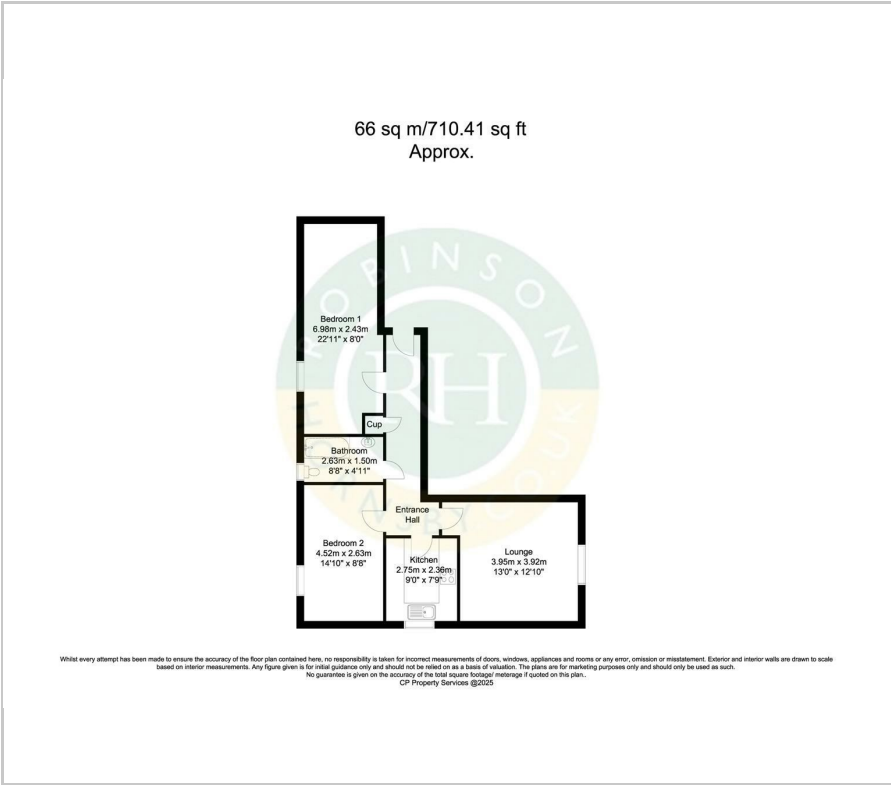 66 sq m/710.41 sq ft
Approx.
ROBINSON
RH
HORNSBY.CO.UK
Bedroom 1
6.98m x 2.43m
22'11" x 8'0"
Cup
Bathroom
2.63m x 1.50m
8'8" x 4'11"
Entrance
Hall
Bedroom 2
4.52m x 2.63m
14'10" x 8'8"
Kitchen
2.75m x 2.36m
9'0" x 7'9"
Lounge
3.95m x 3.92m
13'0" x 12'10"
Whilst every attempt has been made to ensure the accuracy of the floor plan contained here, no responsibility is taken for incorrect measurements of doors, windows, appliances and rooms or any error, omission or misstatement. Exterior and interior walls are drawn to scale
based on interior measurements. Any figure given is for initial guidance only and should not be relied on as a basis of valuation. The plans are for marketing purposes only and should only be used as such.
No guarantee is given on the accuracy of the total square footage/ meterage if quoted on this plan..
CP Property Services @2025